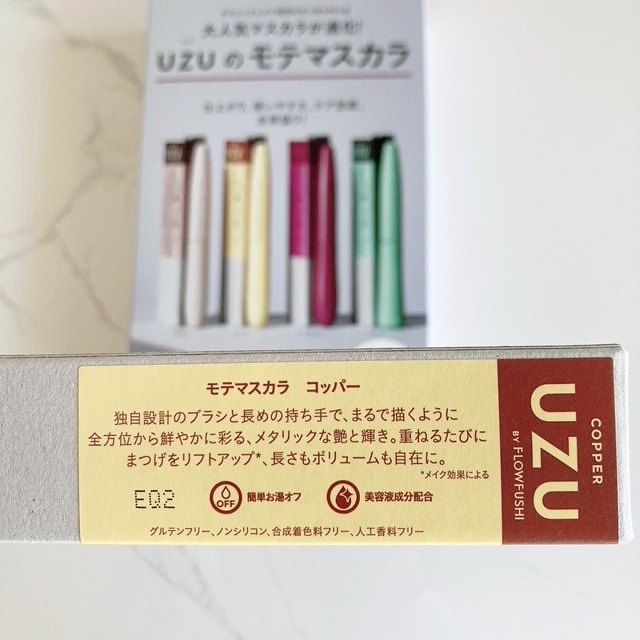 大人気マスカラが進化!
UZU のモテマスカラ
モテマスカラ コッパー
独自設計のブラシと長めの持ち手で、まるで描くように
全方位から鮮やかに彩る、メタリックな艶と輝き。重ねるたびに
まつげをリフトアップ*、長さもボリュームも自在に。
*メイク効果による
EQ2
OFF
簡単お湯オフ
美容液成分配合
グルテンフリー、ノンシリコン、合成着色料フリー、人工香料フリー
COPPER
UZU
BY FLOWFUSHI